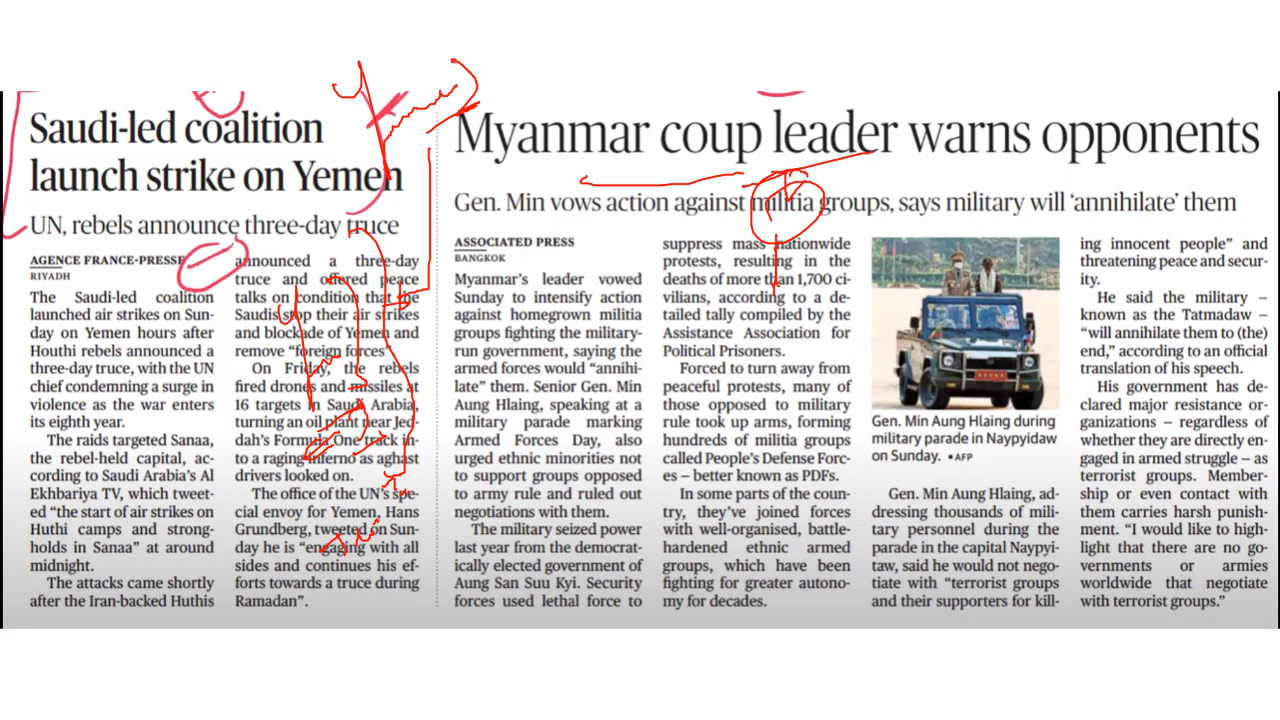 Saudi-led coalition
launch strike on Yemen
UN, rebels announce three-day truce
AGENCE FRANCE-PRESSE
RIYADH
The Saudi-led coalition
launched air strikes on Sun-
day on Yemen hours after
Houthi rebels announced a
three-day truce, with the UN
chief condemning a surge in
violence as the war enters
its eighth year.
The raids targeted Sanaa,
the rebel-held capital, ac-
cording to Saudi Arabia's Al
Ekhbariya TV, which tweet-
ed “the start of air strikes on
Huthi camps and strong-
holds in Sanaa” at around
midnight.
The attacks came shortly
after the Iran-backed Huthis
announced a three-day
truce and offered peace
talks on condition that the
Saudis stop their air strikes
and blockade of Yemen and
remove “foreign forces”.
On Friday, the rebels
fired drones and missiles at
16 targets in Saudi Arabia,
turning an oil plant near Jed-
dah's Formula One track in-
to a raging inferno as aghast
drivers looked on.
The office of the UN's spe-
cial envoy for Yemen, Hans
Grundberg, tweeted on Sun-
day he is “engaging with all
sides and continues his ef-
forts towards a truce during
Ramadan”.
Myanmar coup leader warns opponents
Gen. Min vows action against militia groups, says military will ‘annihilate’ them
ASSOCIATED PRESS
BANGKOK
Myanmar's leader vowed
Sunday to intensify action
against homegrown militia
groups fighting the military-
run government, saying the
armed forces would “annihi-
late” them. Senior Gen. Min
Aung Hlaing, speaking at a
military parade marking
Armed Forces Day, also
urged ethnic minorities not
to support groups opposed
to army rule and ruled out
negotiations with them.
The military seized power
last year from the democrat-
ically elected government of
Aung San Suu Kyi. Security
forces used lethal force to
suppress mass nationwide
protests, resulting in the
deaths of more than 1,700 ci-
vilians, according to a de-
tailed tally compiled by the
Assistance Association for
Political Prisoners.
Forced to turn away from
peaceful protests, many of
those opposed to military
rule took up arms, forming
hundreds of militia groups
called People's Defense Forc-
es – better known as PDFs.
In some parts of the coun-
try, they've joined forces
with well-organised, battle-
hardened ethnic armed
groups, which have been
fighting for greater autono-
my for decades.
Gen. Min Aung Hlaing during
military parade in Naypyidaw
on Sunday. •AFP
Gen. Min Aung Hlaing, ad-
dressing thousands of mili-
tary personnel during the
parade in the capital Naypyi-
taw, said he would not nego-
tiate with “terrorist groups
and their supporters for kill-
ing innocent people” and
threatening peace and secur-
ity.
He said the military –
known as the Tatmadaw –
“will annihilate them to (the)
end,” according to an official
translation of his speech.
His government has de-
clared major resistance or-
ganizations – regardless of
whether they are directly en-
gaged in armed struggle – as
terrorist groups. Member-
ship or even contact with
them carries harsh punish-
ment. “I would like to high-
light that there are no go-
vernments or armies
worldwide that negotiate
with terrorist groups.”